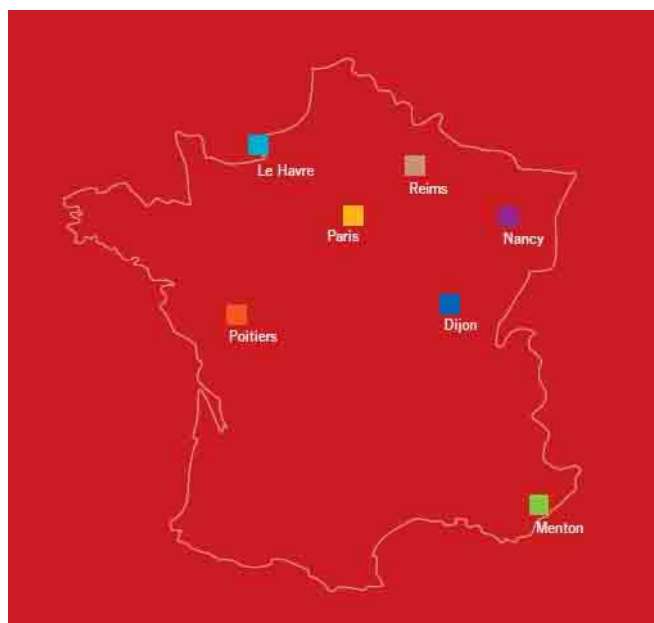 Le Havre
Reims
Paris
Nancy
Poitiers
Dijon
Menton